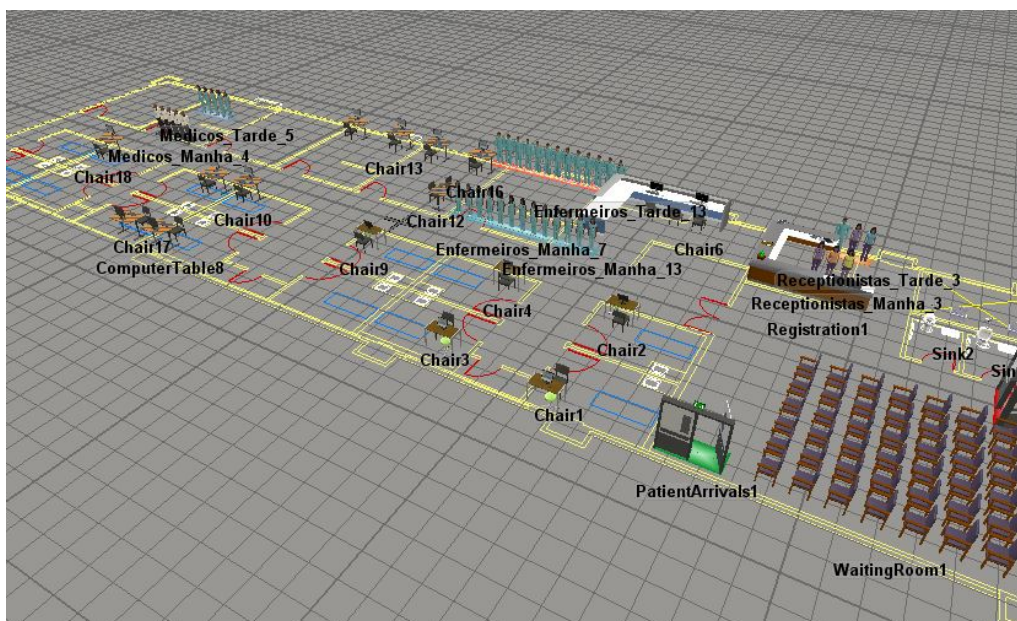 Medicos_Tarde_5
Medicos_Manha_4
Chair18
Chair13
Chair16
Chair10
Chair12
Enfermeiros_Tarde_13
Chair17
Enfermeiros_Manha_7
Chair6
ComputerTable8
Chair9
Enfermeiros_Manha_13
Receptionistas_Tarde_3
Receptionistas_Manha_3
Chair4
Registration1
Chair3
Chair2
Sink2
Sin
Chair1
PatientArrivals1
WaitingRoom1